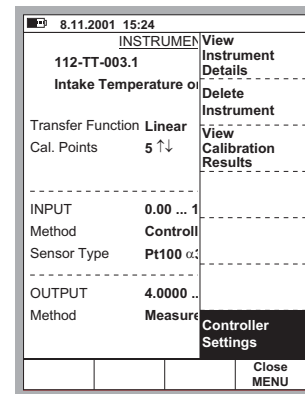 8.11.2001 15:24
INSTRUMEN
112-TT-003.1
Intake Temperature
Transfer Function Linear
Cal. Points 5 ↑↓
INPUT 0.00 ... 1
Method Controll
Sensor Type Pt100
OUTPUT 4.0000 ..
Method Measure
View
Instrument
Details
Delete
Instrument
View
Calibration
Results
Controller
Settings
Close
MENU